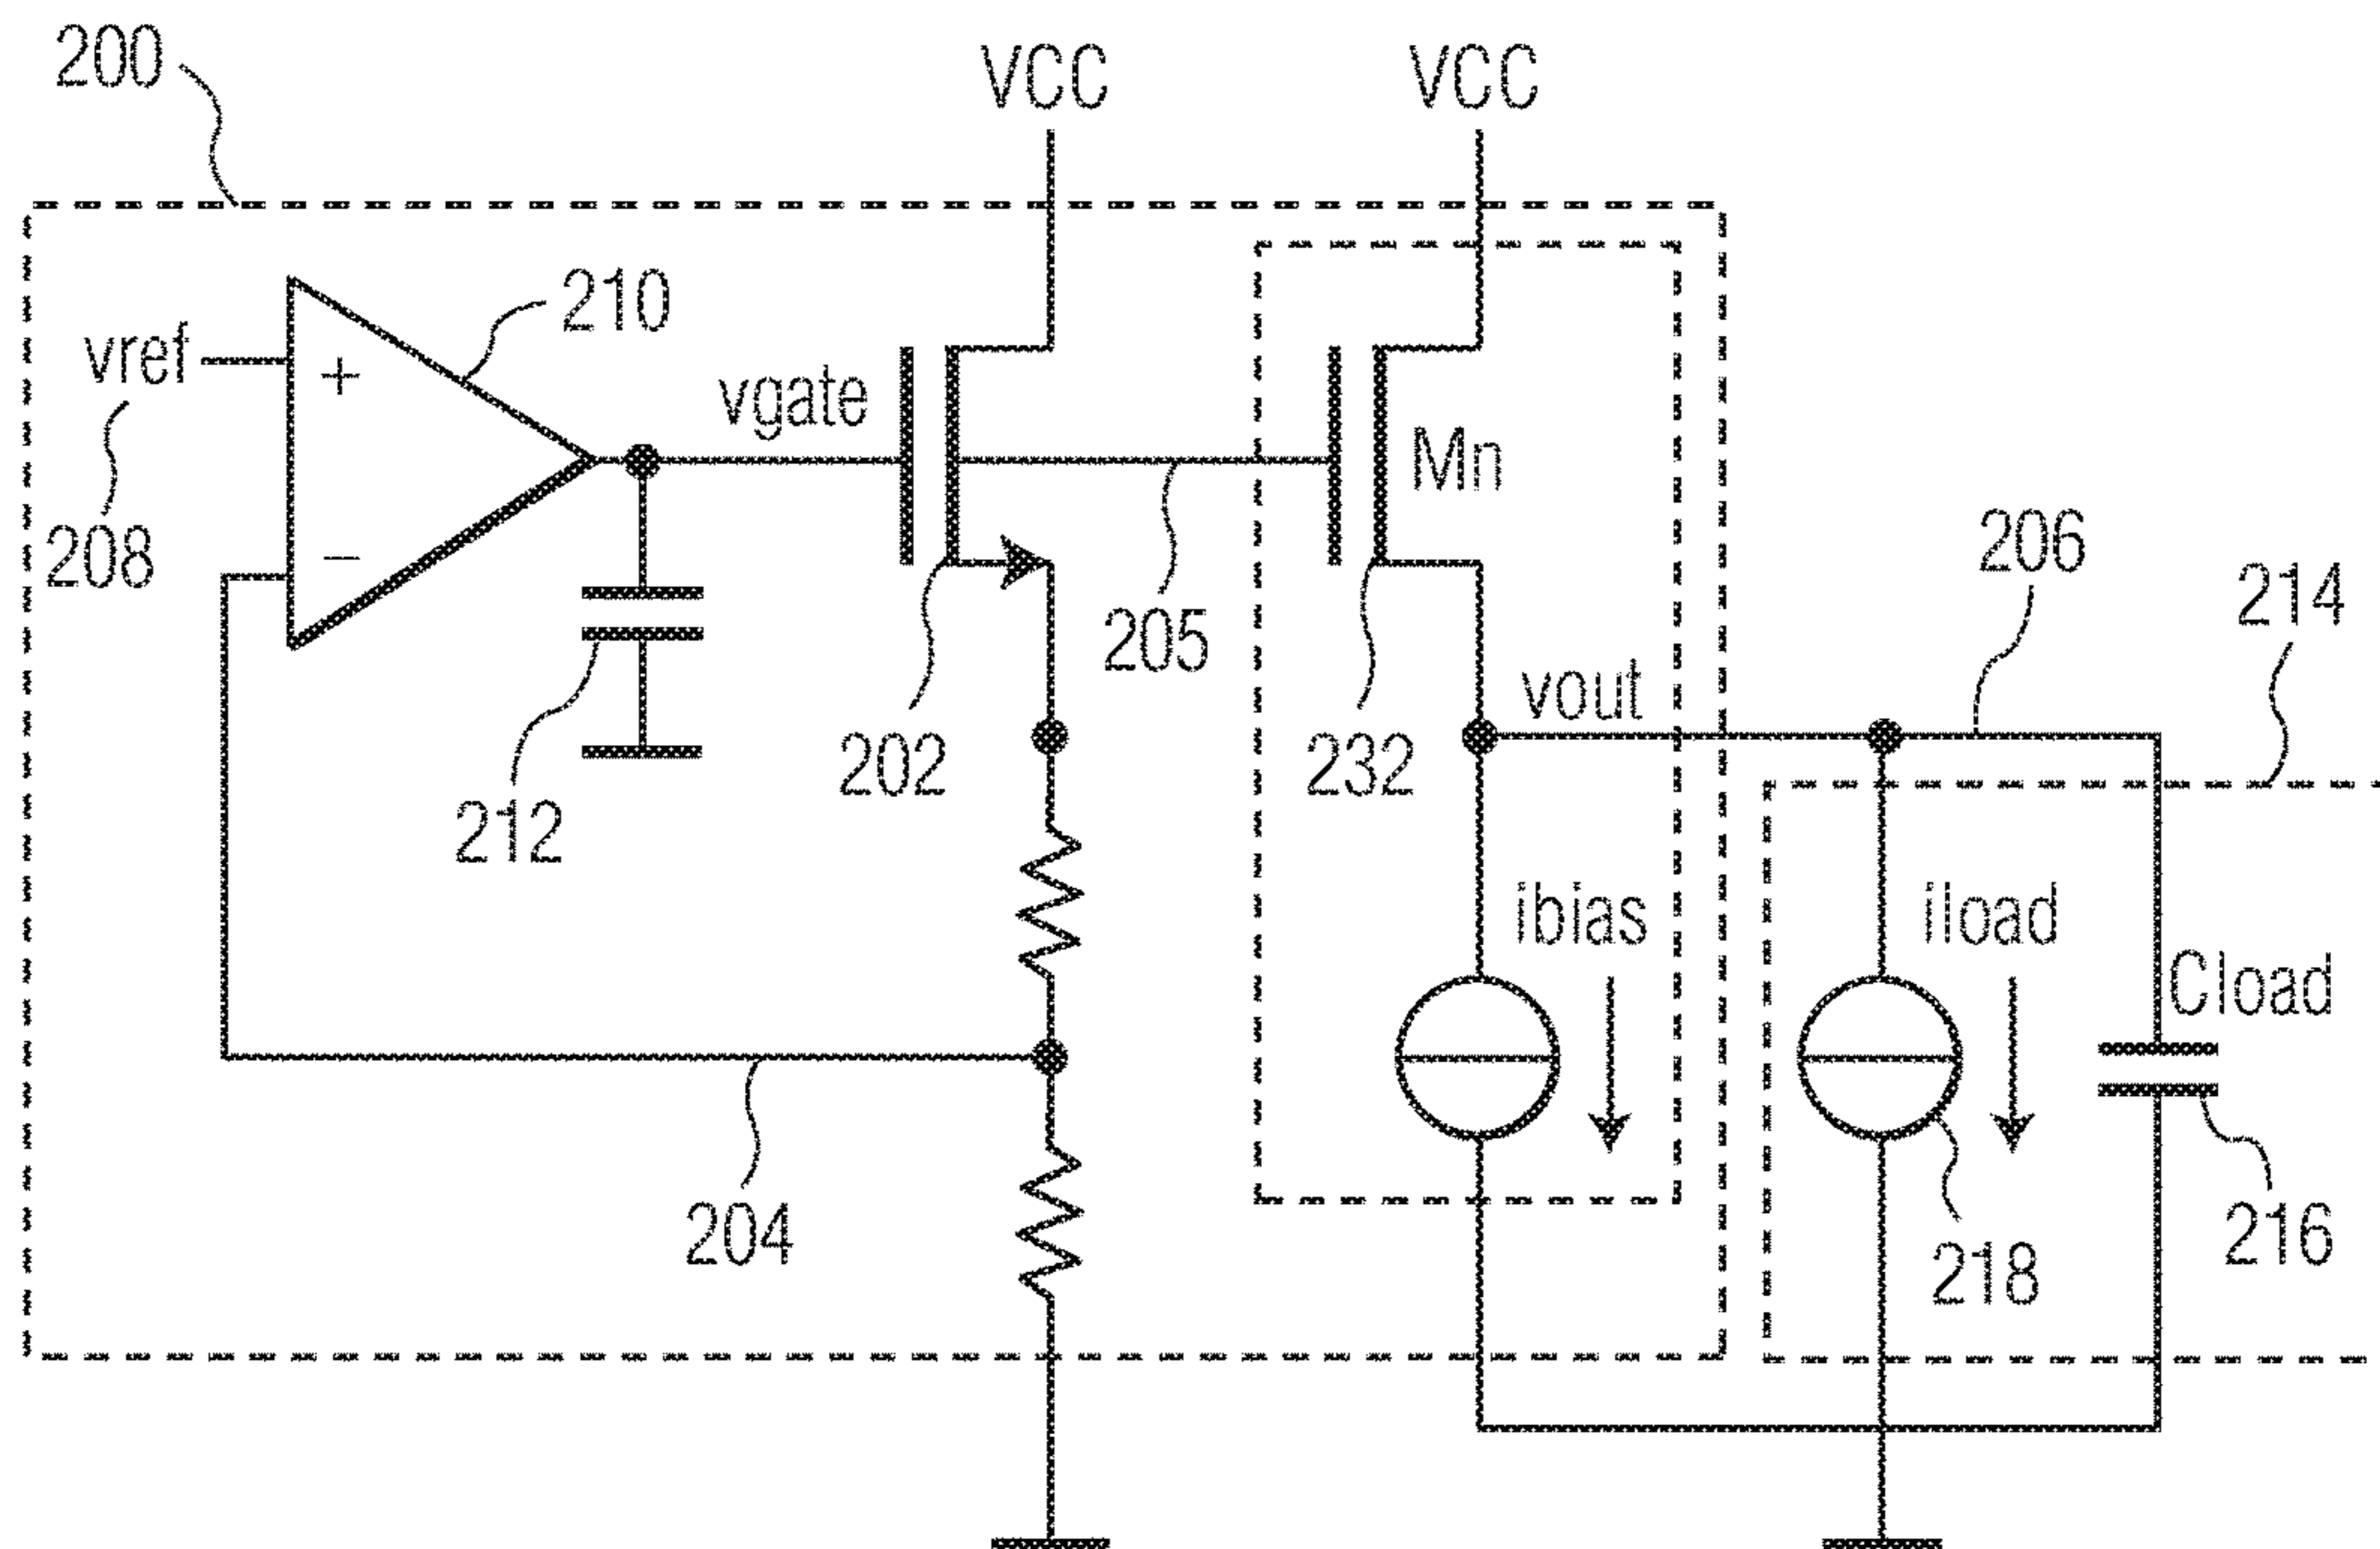 200
VCC
VCC
210
vref
+
vgate
Mn
208
−
205
206
214
202
212
vout
232
ibias
iload
Cload
204
218
216